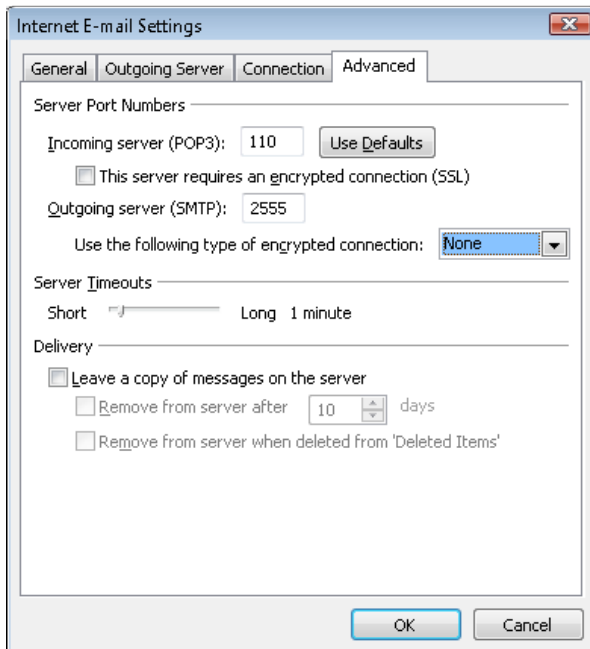 Internet E-mail Settings
General Outgoing Server Connection Advanced
Server Port Numbers
Incoming server (POP3): 110 Use Defaults
This server requires an encrypted connection (SSL)
Outgoing server (SMTP): 2555
Use the following type of encrypted connection: None
Server Timeouts
Short Long 1 minute
Delivery
Leave a copy of messages on the server
Remove from server after 10 days
Remove from server when deleted from 'Deleted Items'
OK Cancel